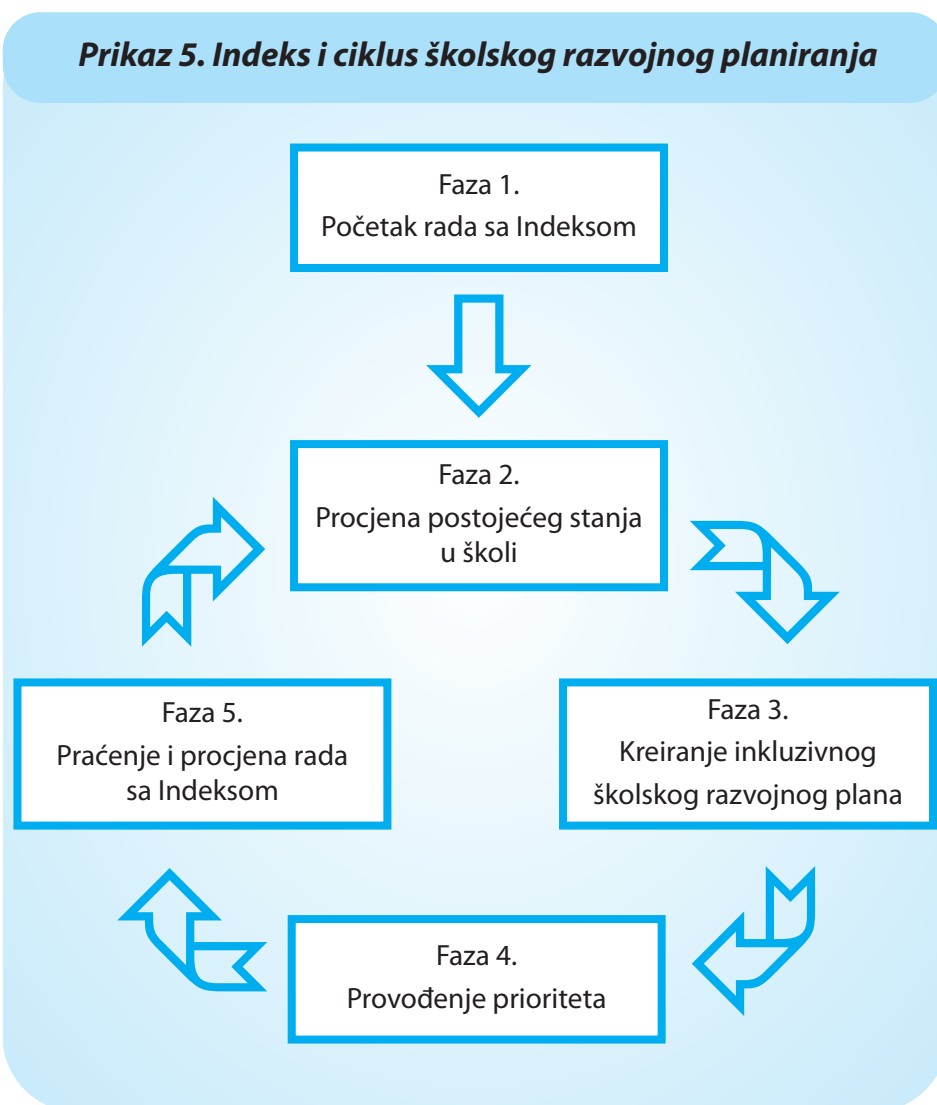 Prikaz 5. Indeks i ciklus školskog razvojnog planiranja
Faza 1.
Početak rada sa Indeksom
Faza 2.
Procjena postojećeg stanja
u školi
Faza 3.
Kreiranje inkluzivnog
školskog razvojnog plana
Faza 4.
Provođenje prioriteta
Faza 5.
Praćenje i procjena rada
sa Indeksom